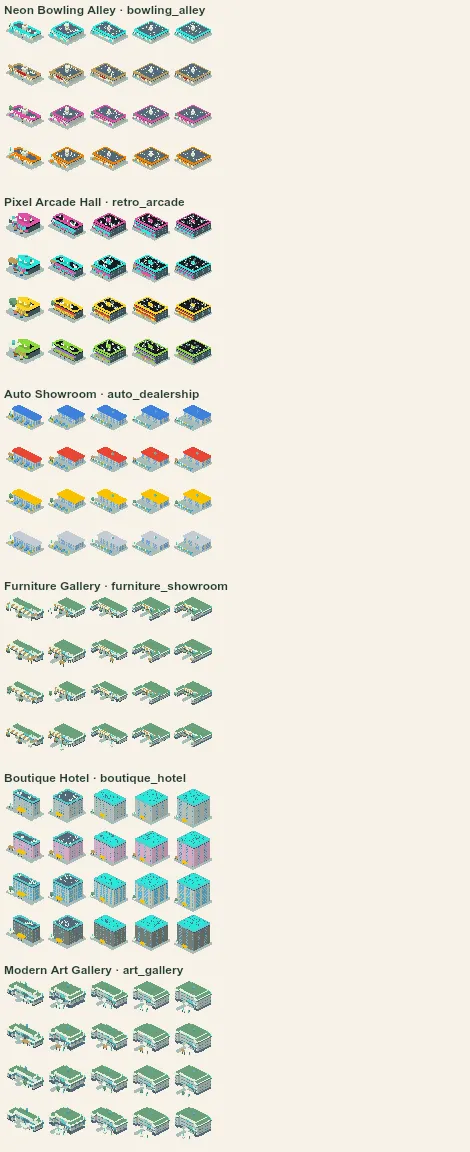 Neon Bowling Alley · bowling_alley
Pixel Arcade Hall · retro_arcade
Auto Showroom · auto_dealership
Furniture Gallery · furniture_showroom
Boutique Hotel · boutique_hotel
Modern Art Gallery · art_gallery